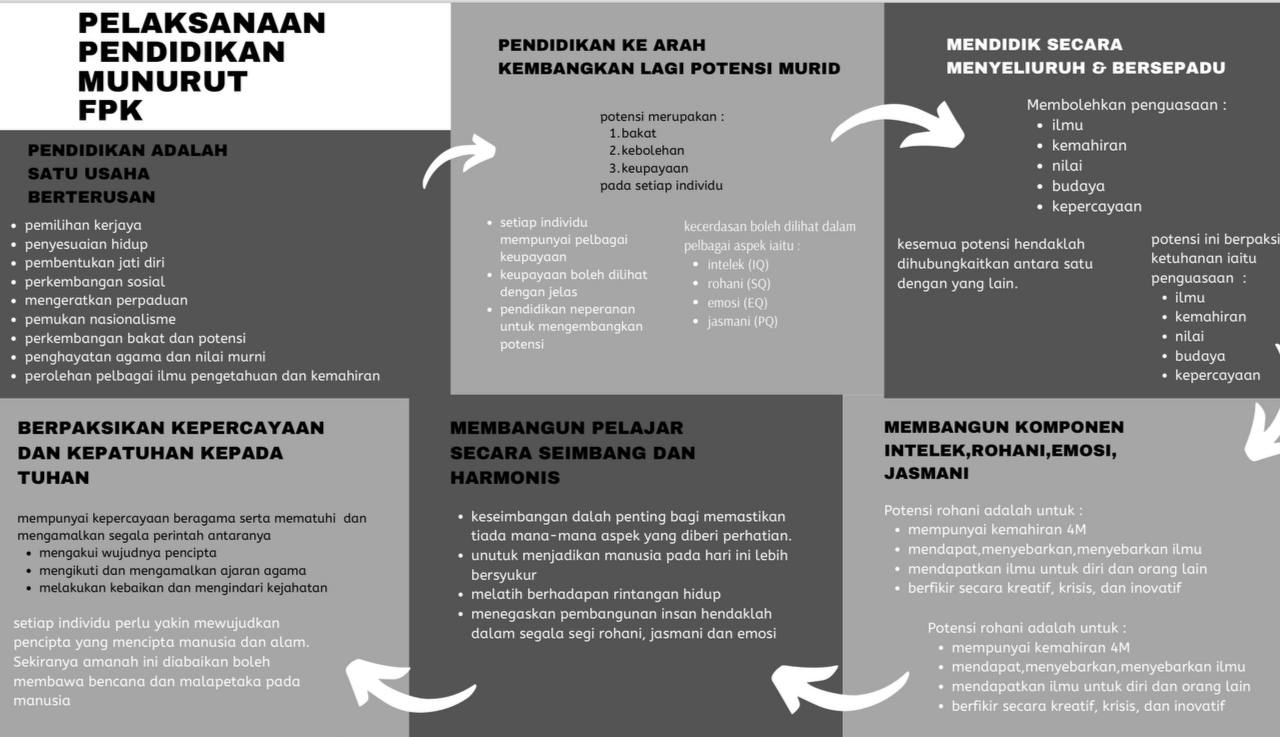 PELAKSANAAN
PENDIDIKAN
MUNURUT
FPK
PENDIDIKAN ADALAH
SATU USAHA
BERTERUSAN
pemilihan kerjaya
penyesuaian hidup
pembentukan jati diri
perkembangan sosial
mengeratkan perpaduan
pemukan nasionalisme
perkembangan bakat dan potensi
penghayatan agama dan nilai murni
perolehan pelbagai ilmu pengetahuan dan kemahiran
PENDIDIKAN KE ARAH
KEMBANGKAN LAGI POTENSI MURID
potensi merupakan :
1.bakat
2.kebolehan
3.keupayaan
pada setiap individu
setiap individu
mempunyai pelbagai
keupayaan
keupayaan boleh dilihat
dengan jelas
pendidikan neperanan
untuk mengembangkan
potensi
kecerdasan boleh dilihat dalam
pelbagai aspek iaitu :
intelek (IQ)
rohani (SQ)
emosi (EQ)
jasmani (PQ)
MENDIDIK SECARA
MENYELIURUH & BERSEPADU
Membolehkan penguasaan :
ilmu
kemahiran
nilai
budaya
kepercayaan
kesemua potensi hendaklah
dihubungkaitkan antara satu
dengan yang lain.
potensi ini berpaksi
ketuhanan iaitu
penguasaan :
ilmu
kemahiran
nilai
budaya
kepercayaan
BERPAKSIKAN KEPERCAYAAN
DAN KEPATUHAN KEPADA
TUHAN
mempunyai kepercayaan beragama serta mematuhi dan
mengamalkan segala perintah antaranya
mengakui wujudnya pencipta
mengikuti dan mengamalkan ajaran agama
melakukan kebaikan dan mengindari kejahatan
setiap individu perlu yakin mewujudkan
pencipta yang mencipta manusia dan alam.
Sekiranya amanah ini diabaikan boleh
membawa bencana dan malapetaka pada
manusia
MEMBANGUN PELAJAR
SECARA SEIMBANG DAN
HARMONIS
keseimbangan dalah penting bagi memastikan
tiada mana-mana aspek yang diberi perhatian.
unutuk menjadikan manusia pada hari ini lebih
bersyukur
melatih berhadapan rintangan hidup
menegaskan pembangunan insan hendaklah
dalam segala segi rohani, jasmani dan emosi
MEMBANGUN KOMPONEN
INTELEK,ROHANI,EMOSI,
JASMANI
Potensi rohani adalah untuk :
mempunyai kemahiran 4M
mendapat,menyebarkan,menyebarkan ilmu
mendapatkan ilmu untuk diri dan orang lain
berfikir secara kreatif, krisis, dan inovatif
Potensi rohani adalah untuk :
mempunyai kemahiran 4M
mendapat,menyebarkan,menyebarkan ilmu
mendapatkan ilmu untuk diri dan orang lain
berfikir secara kreatif, krisis, dan inovatif